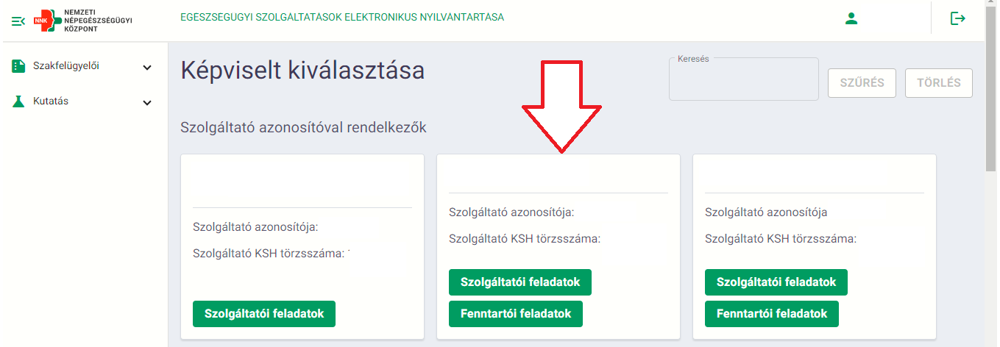 NEMZETI
NÉPEGÉSZSÉGÜGYI
KÖZPONT
NNK
EGESZSEGUGYI SZOLGALTATASOK ELEKTRONIKUS NYILVANTARTASA
Szakfelügyelői
Kutatás
Képviselt kiválasztása
Keresés
SZŰRÉS
TÖRLÉS
Szolgáltató azonosítóval rendelkezők
Szolgáltató azonosítója:
Szolgáltató KSH törzsszáma:
Szolgáltatói feladatok
Szolgáltató azonosítója:
Szolgáltató KSH törzsszáma:
Szolgáltatói feladatok
Fenntartói feladatok
Szolgáltató azonosítója
Szolgáltató KSH törzsszáma:
Szolgáltatói feladatok
Fenntartói feladatok